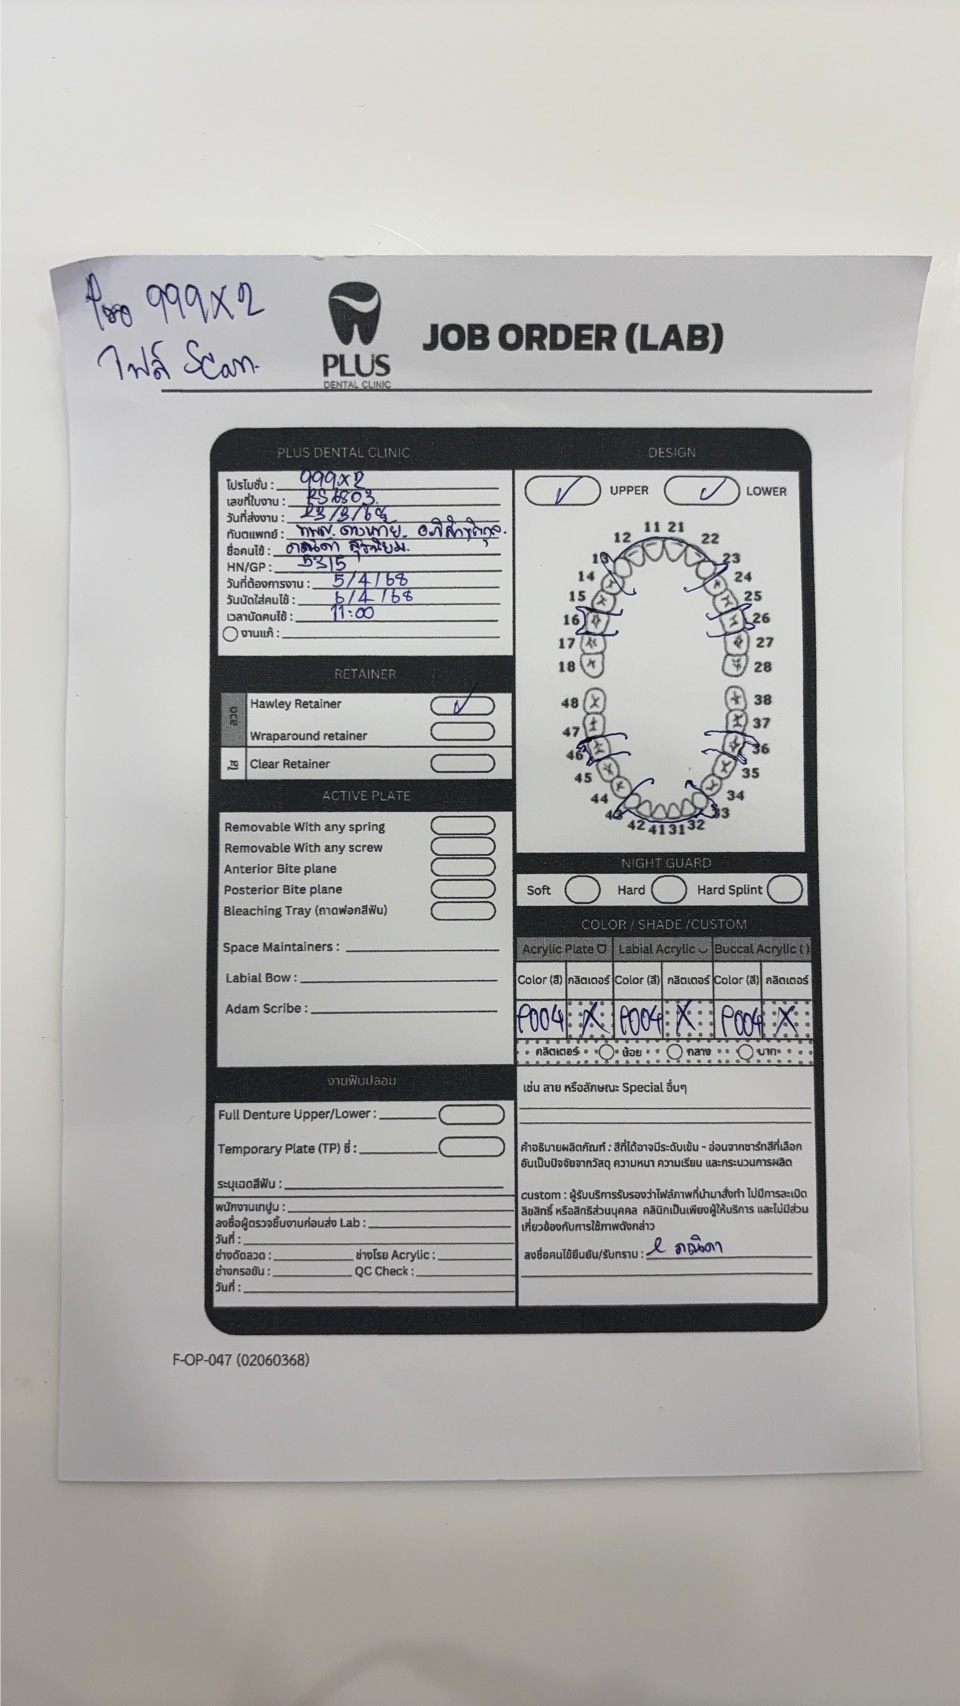 โปร 999X2
ไฟล์ Scan
PLUS
DENTAL CLINIC
JOB ORDER (LAB)
PLUS DENTAL CLINIC
โปรโมชั่น : 999X2
เลขที่ใบงาน : RS6803
วันที่ส่งงาน : 23/3/68
ทันตแพทย์ : ทพญ.
ชื่อคนไข้ :
HN/GP : 5315
วันที่ต้องการงาน : 5/4/68
วันนัดใส่คนไข้ : 6/4/68
เวลานัดคนไข้ : 11:00
งานแก้ :
RETAINER
ลวด
Hawley Retainer ✓
Wraparound retainer
ใส
Clear Retainer
ACTIVE PLATE
Removable With any spring
Removable With any screw
Anterior Bite plane
Posterior Bite plane
Bleaching Tray (ถาดฟอกสีฟัน)
Space Maintainers :
Labial Bow :
Adam Scribe :
งานฟันปลอม
Full Denture Upper/Lower :
Temporary Plate (TP) ซี่ :
ระบุเฉดสีฟัน :
พนักงานเทปูน :
ลงชื่อผู้ตรวจชิ้นงานก่อนส่ง Lab :
วันที่ :
ช่างดัดลวด : ช่างโรย Acrylic :
ช่างกรอขัน : QC Check :
วันที่ :
DESIGN
✓ UPPER ✓ LOWER
11 21
12 22
13 23
14 24
15 25
16 26
17 27
18 28
48 38
47 37
46 36
45 35
44 34
43 33
42 41 31 32
NIGHT GUARD
Soft Hard Hard Splint
COLOR / SHADE /CUSTOM
Acrylic Plate Labial Acrylic Buccal Acrylic ( )
Color (สี) กลิตเตอร์ Color (สี) กลิตเตอร์ Color (สี) กลิตเตอร์
P004 X P004 X P004 X
กลิตเตอร์ น้อย กลาง มาก
เช่น ลาย หรือลักษณะ Special อื่นๆ
คำอธิบายผลิตภัณฑ์ : สีที่ได้อาจมีระดับเข้ม - อ่อนจากชาร์ทสีที่เลือก
อันเป็นปัจจัยจากวัสดุ ความหนา ความเรียบ และกระบวนการผลิต
custom : ผู้รับบริการรับรองว่าไฟล์ภาพที่นำมาสั่งทำ ไม่มีการละเมิด
ลิขสิทธิ์ หรือสิทธิส่วนบุคคล คลินิกเป็นเพียงผู้ให้บริการ และไม่มีส่วน
เกี่ยวข้องกับการใช้ภาพดังกล่าว
ลงชื่อคนไข้ยืนยัน/รับทราบ :
F-OP-047 (02060368)